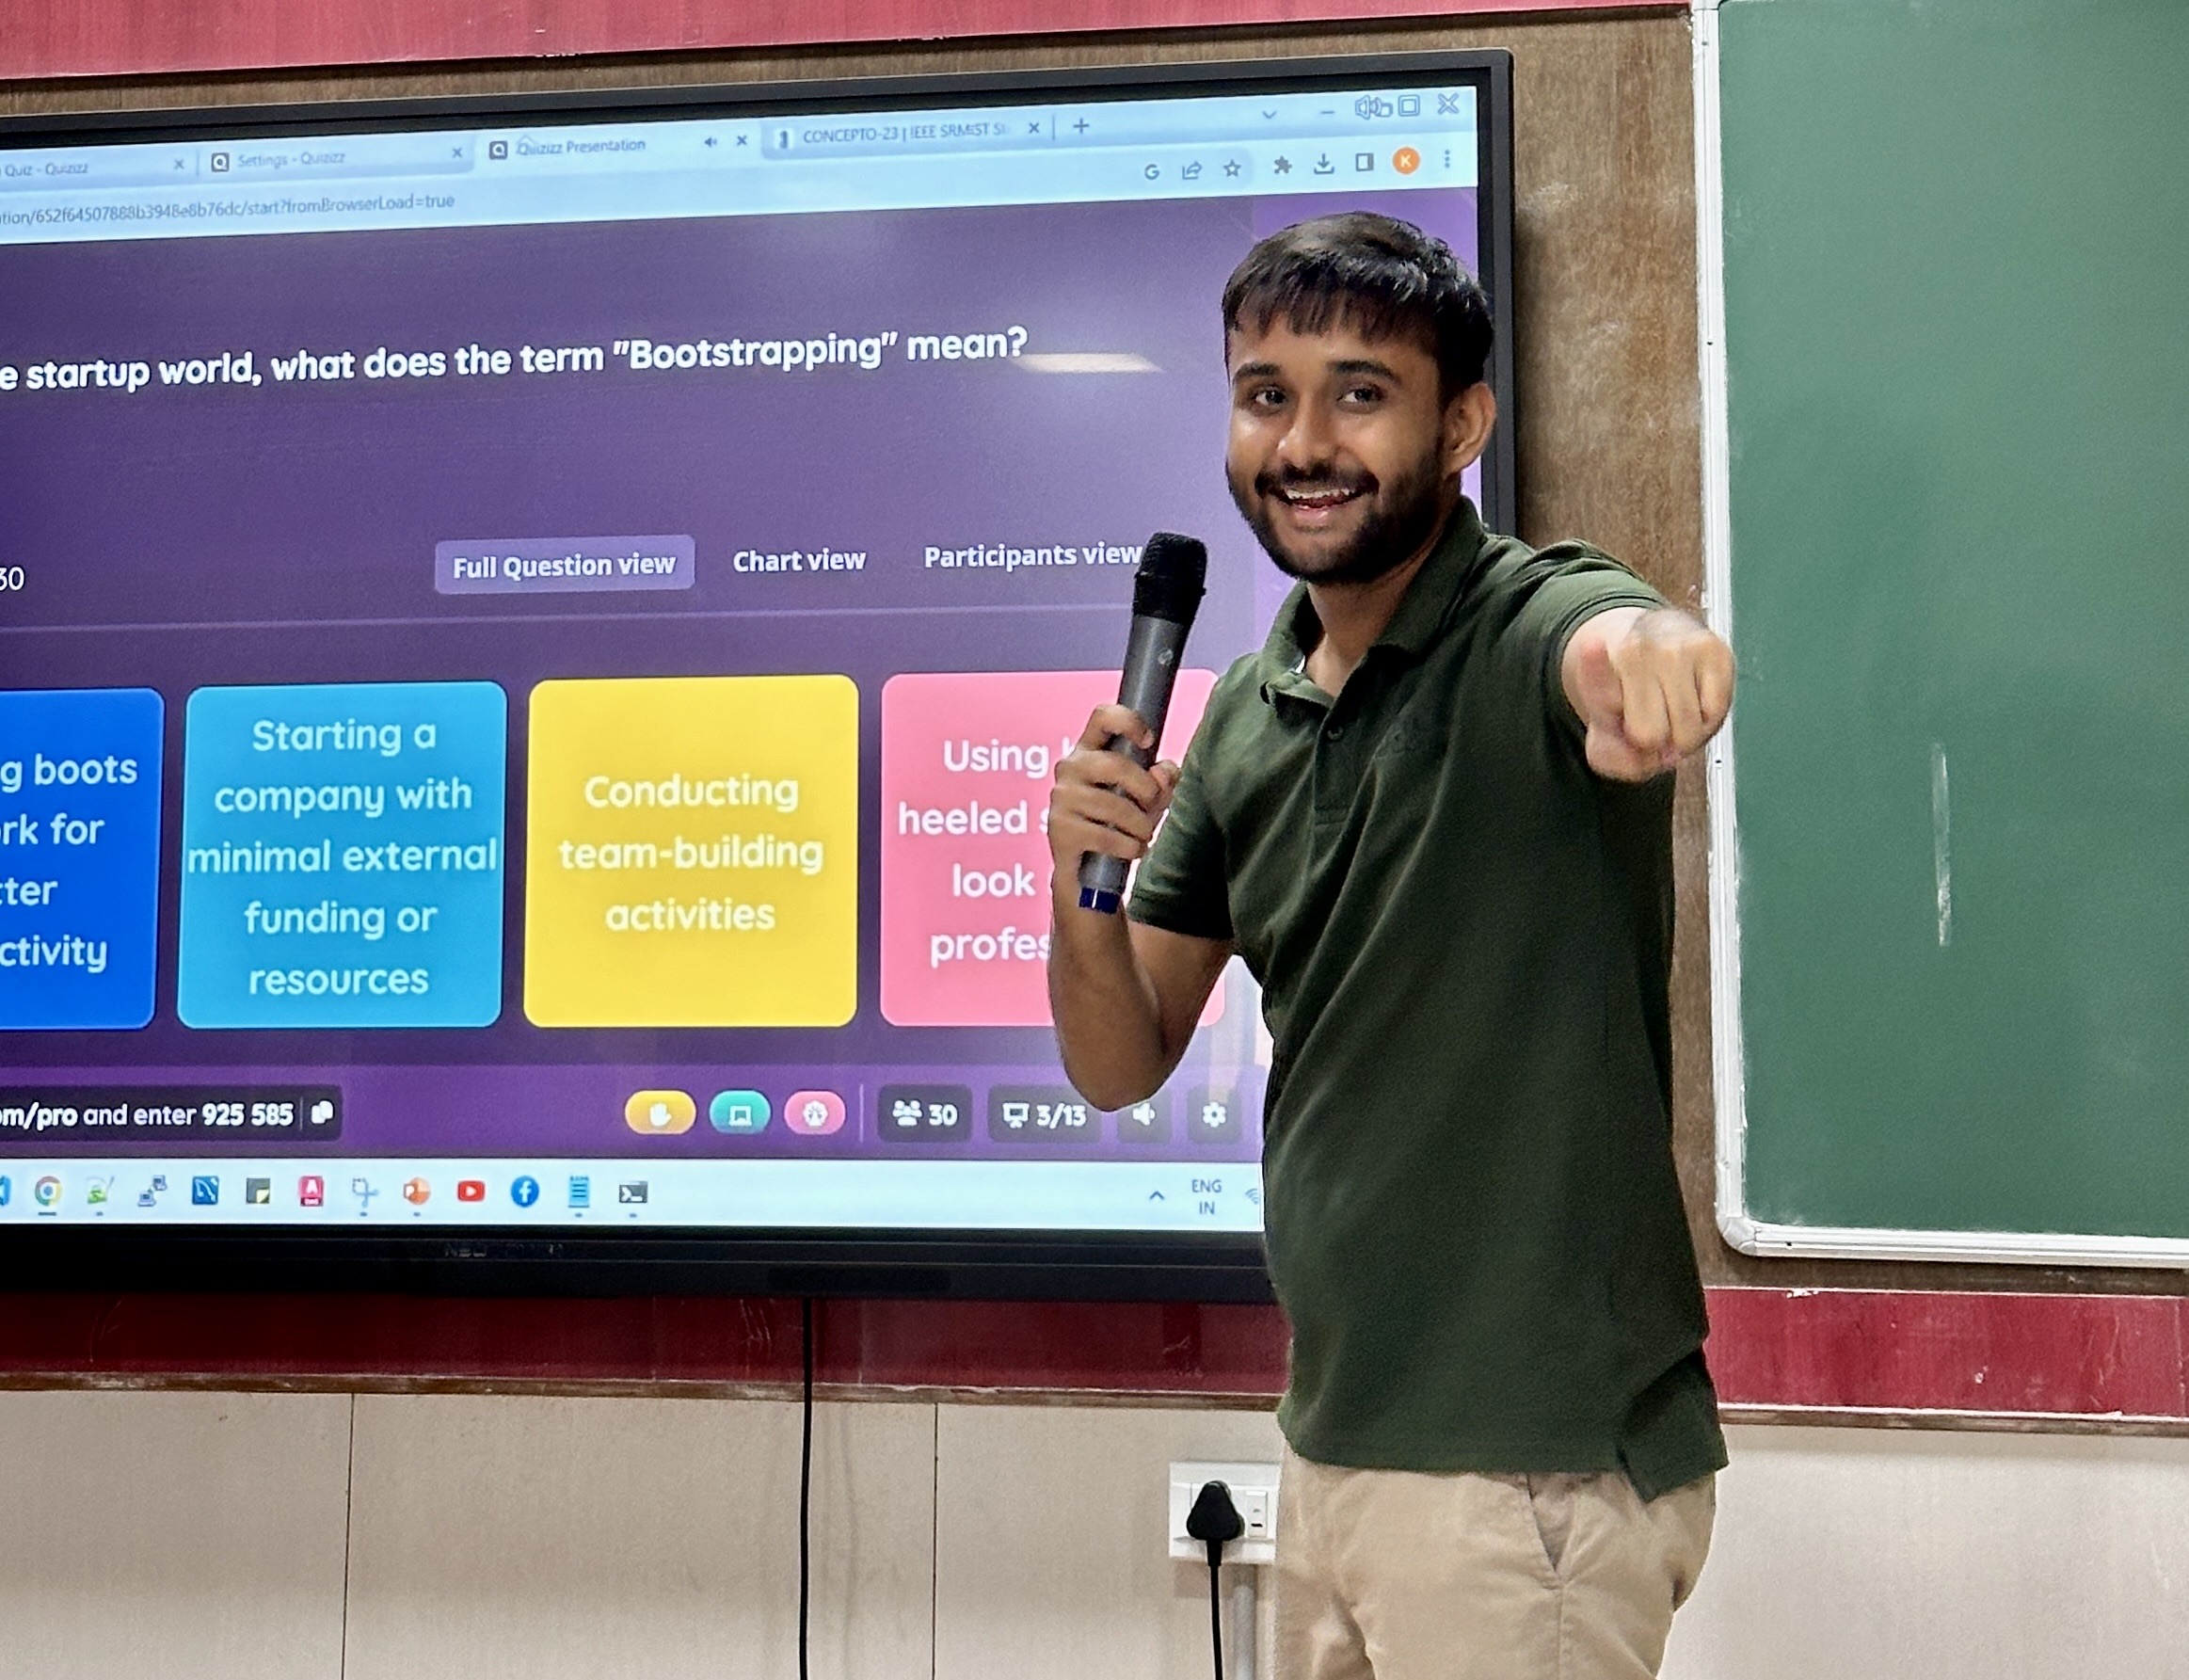 Quiz - Quizizz
Settings - Quizizz
Quizizz Presentation
CONCEPTO-23 | IEEE SRMIST S
tion/652f64507888b3948e8b76dc/start?fromBrowserLoad=true
G
K
e startup world, what does the term "Bootstrapping" mean?
30
Full Question view
Chart view
Participants view
g boots
rk for
ter
ctivity
Starting a
company with
minimal external
funding or
resources
Conducting
team-building
activities
Using
heeled
look
profes
om/pro and enter 925 585
30
3/13
ENG
IN